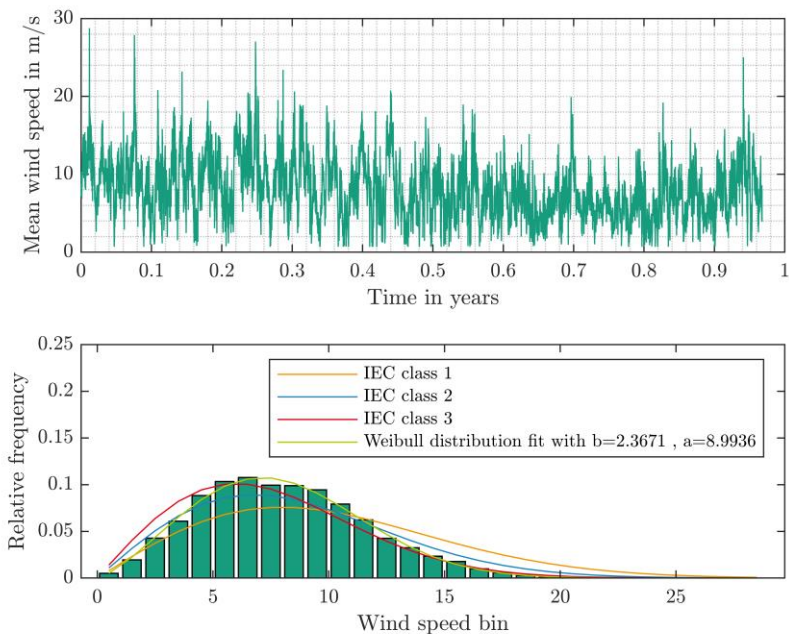 30
20
10
0
Mean wind speed in m/s
0 0.1 0.2 0.3 0.4 0.5 0.6 0.7 0.8 0.9 1
Time in years
0.25
0.2
0.15
0.1
0.05
0
Relative frequency
IEC class 1
IEC class 2
IEC class 3
Weibull distribution fit with b=2.3671 , a=8.9936
0 5 10 15 20 25
Wind speed bin